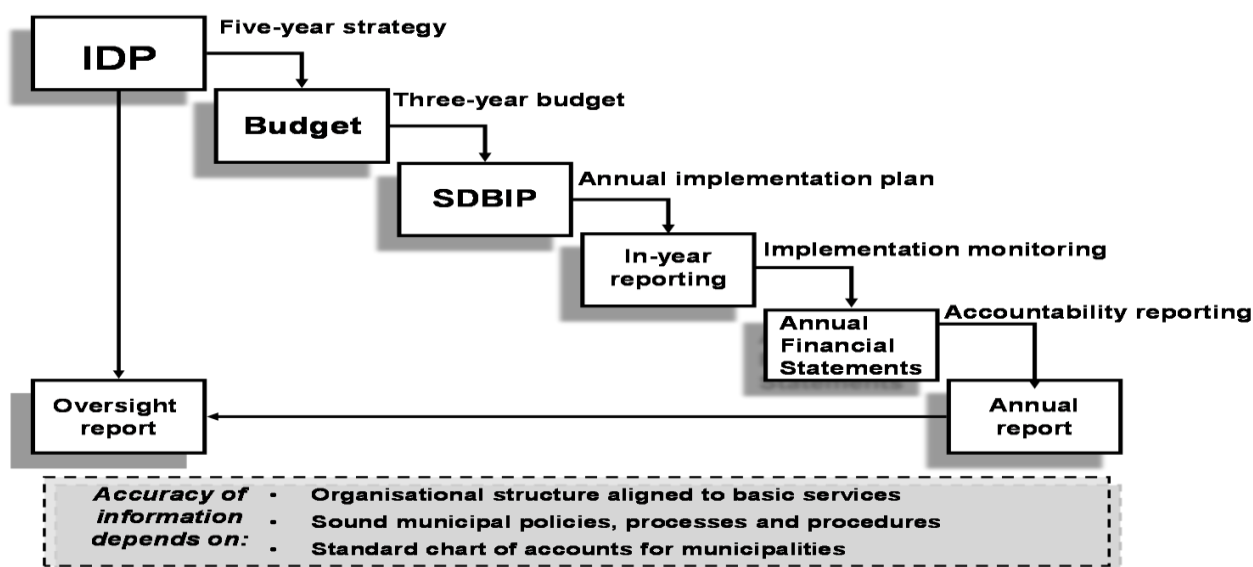 IDP
Five-year strategy
Budget
Three-year budget
SDBIP
Annual implementation plan
In-year
reporting
Implementation monitoring
Annual
Financial
Statements
Accountability reporting
Oversight
report
Annual
report
Accuracy of
information
depends on:
• Organisational structure aligned to basic services
• Sound municipal policies, processes and procedures
• Standard chart of accounts for municipalities